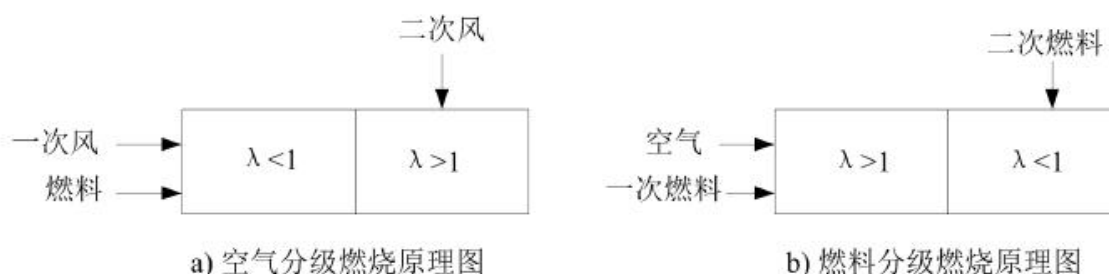 二次风
一次风
燃料
λ<1
λ>1
a) 空气分级燃烧原理图
二次燃料
空气
一次燃料
λ>1
λ<1
b) 燃料分级燃烧原理图